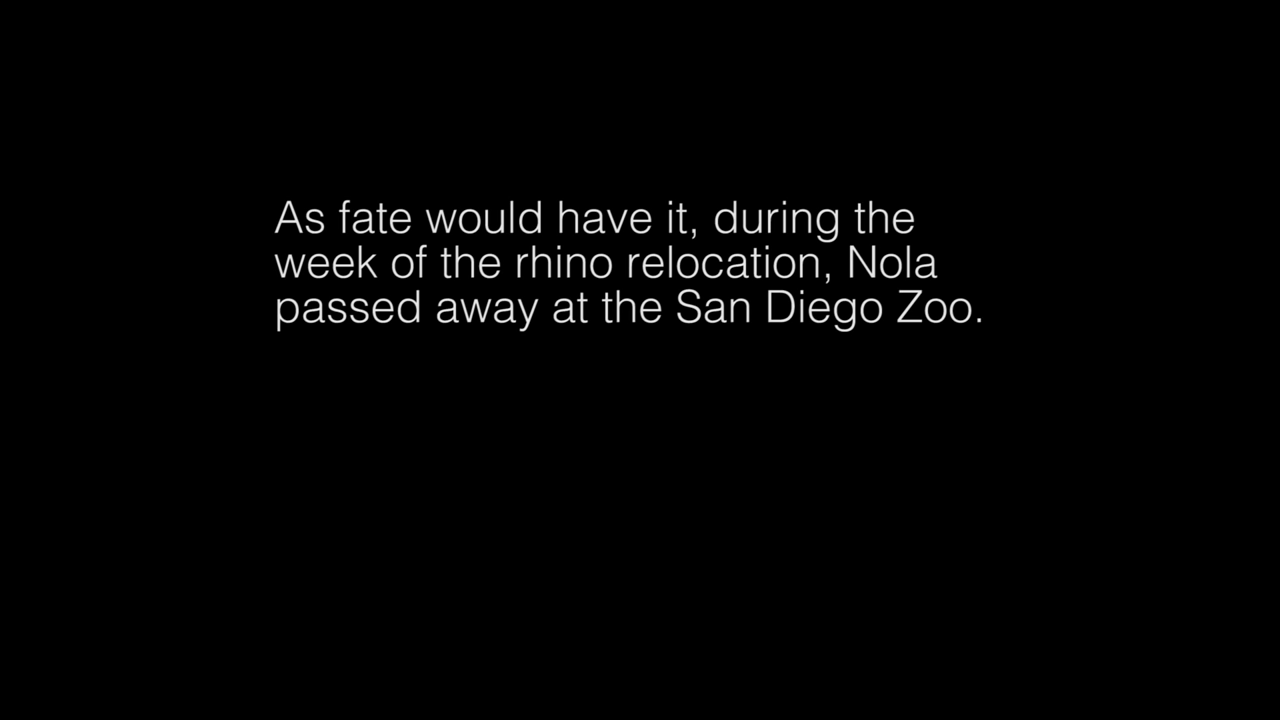 As fate would have it, during the
week of the rhino relocation, Nola
passed away at the San Diego Zoo.